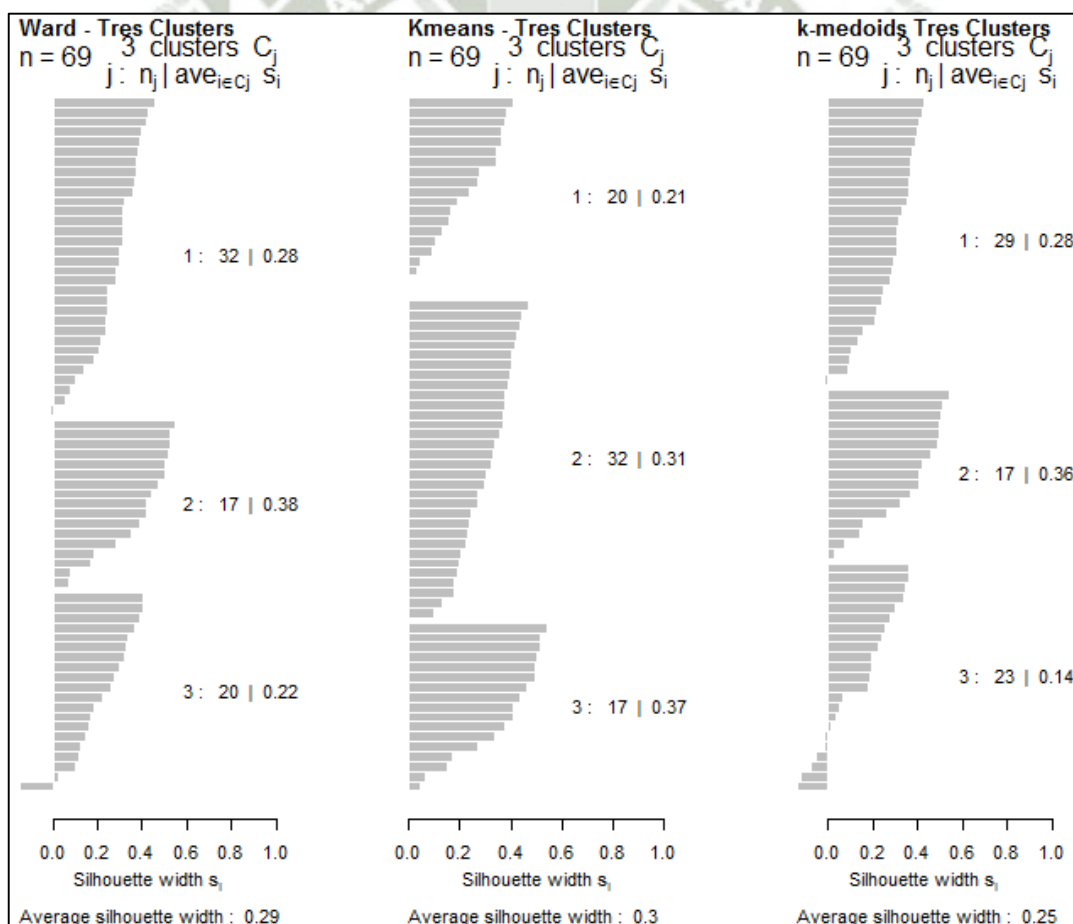 Ward - Tres Clusters
n = 69 3 clusters Cj
j : nj | avei∈Cj si
1 : 32 | 0.28
2 : 17 | 0.38
3 : 20 | 0.22
0.0 0.2 0.4 0.6 0.8 1.0
Silhouette width si
Average silhouette width : 0.29
Kmeans - Tres Clusters
n = 69 3 clusters Cj
j : nj | avei∈Cj si
1 : 20 | 0.21
2 : 32 | 0.31
3 : 17 | 0.37
0.0 0.2 0.4 0.6 0.8 1.0
Silhouette width si
Average silhouette width : 0.3
k-medoids Tres Clusters
n = 69 3 clusters Cj
j : nj | avei∈Cj si
1 : 29 | 0.28
2 : 17 | 0.36
3 : 23 | 0.14
0.0 0.2 0.4 0.6 0.8 1.0
Silhouette width si
Average silhouette width : 0.25